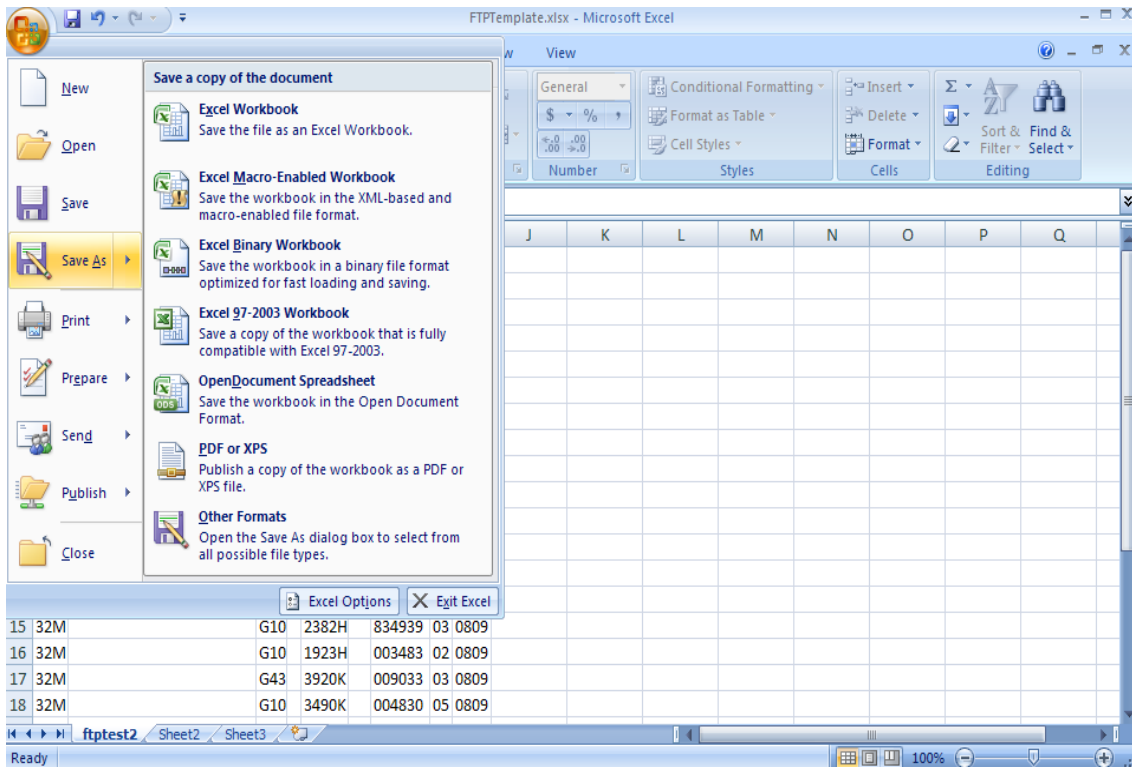 FTPTemplate.xlsx - Microsoft Excel
w View
New
Open
Save
Save As
Print
Prepare
Send
Publish
Close
Save a copy of the document
Excel Workbook
Save the file as an Excel Workbook.
Excel Macro-Enabled Workbook
Save the workbook in the XML-based and
macro-enabled file format.
Excel Binary Workbook
Save the workbook in a binary file format
optimized for fast loading and saving.
Excel 97-2003 Workbook
Save a copy of the workbook that is fully
compatible with Excel 97-2003.
OpenDocument Spreadsheet
Save the workbook in the Open Document
Format.
PDF or XPS
Publish a copy of the workbook as a PDF or
XPS file.
Other Formats
Open the Save As dialog box to select from
all possible file types.
Excel Options Exit Excel
General
$ % ,
.0 .00
.00 .0
Number
Conditional Formatting
Format as Table
Cell Styles
Styles
Insert
Delete
Format
Cells
Σ
Sort & Filter
Find & Select
Editing
J K L M N O P Q
15 32M G10 2382H 834939 03 0809
16 32M G10 1923H 003483 02 0809
17 32M G43 3920K 009033 03 0809
18 32M G10 3490K 004830 05 0809
ftptest2 Sheet2 Sheet3
Ready 100%